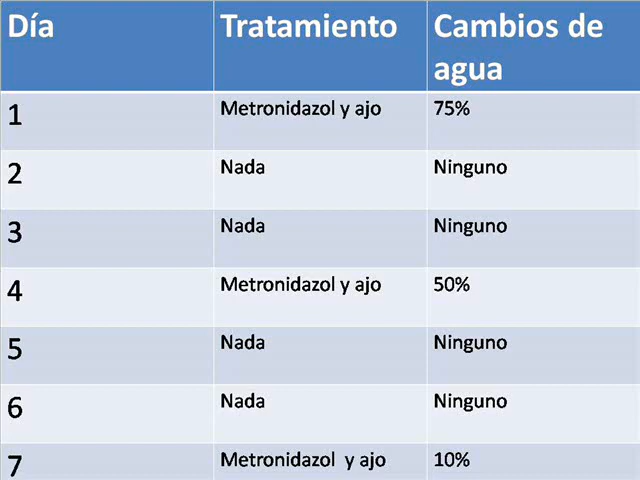 Día Tratamiento Cambios de
agua
1 Metronidazol y ajo 75%
2 Nada Ninguno
3 Nada Ninguno
4 Metronidazol y ajo 50%
5 Nada Ninguno
6 Nada Ninguno
7 Metronidazol y ajo 10%